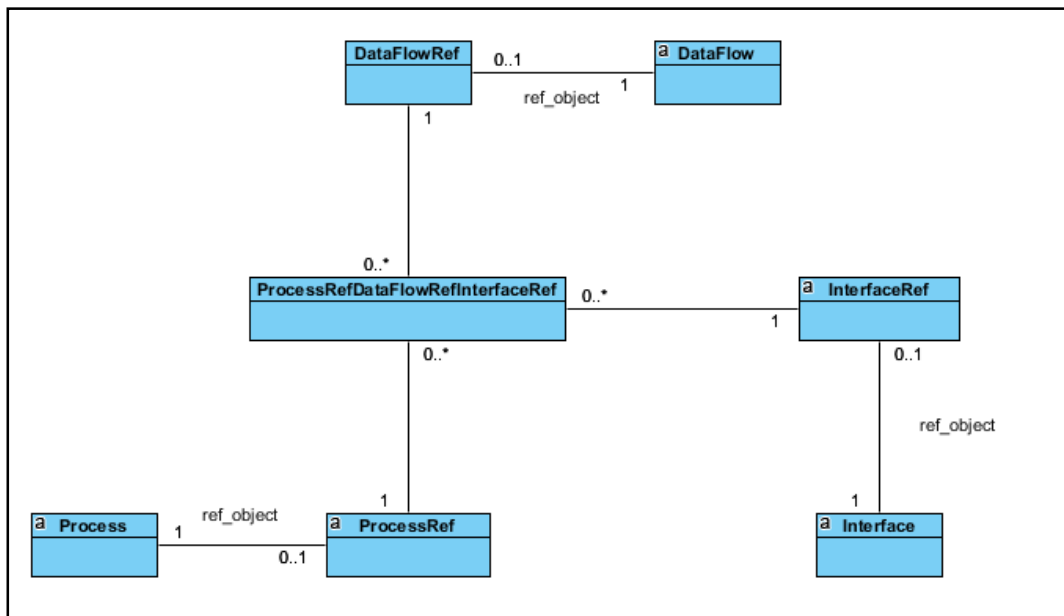 DataFlowRef
0..1
a DataFlow
1
ref_object
1
0..*
ProcessRefDataFlowRefInterfaceRef
0..*
a InterfaceRef
1
0..*
0..1
ref_object
1
1
a Process
1
ref_object
0..1
a ProcessRef
a Interface